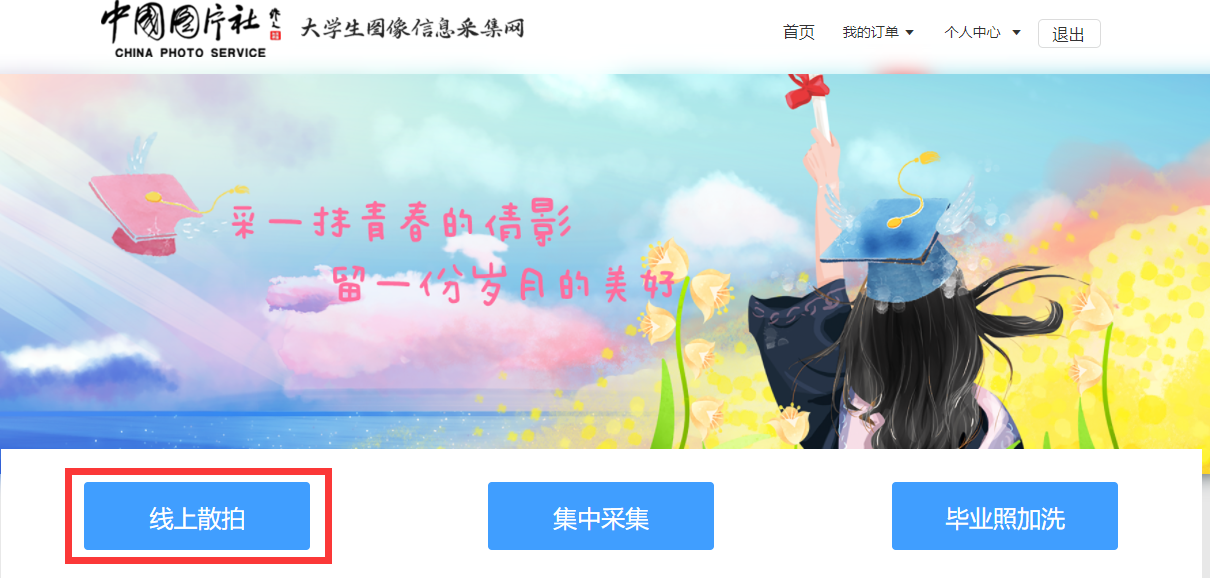 中國图片社
CHINA PHOTO SERVICE
大学生图像信息采集网
首页
我的订单
个人中心
退出
采一抹青春的倩影
留一份岁月的美好
线上散拍
集中采集
毕业照加洗